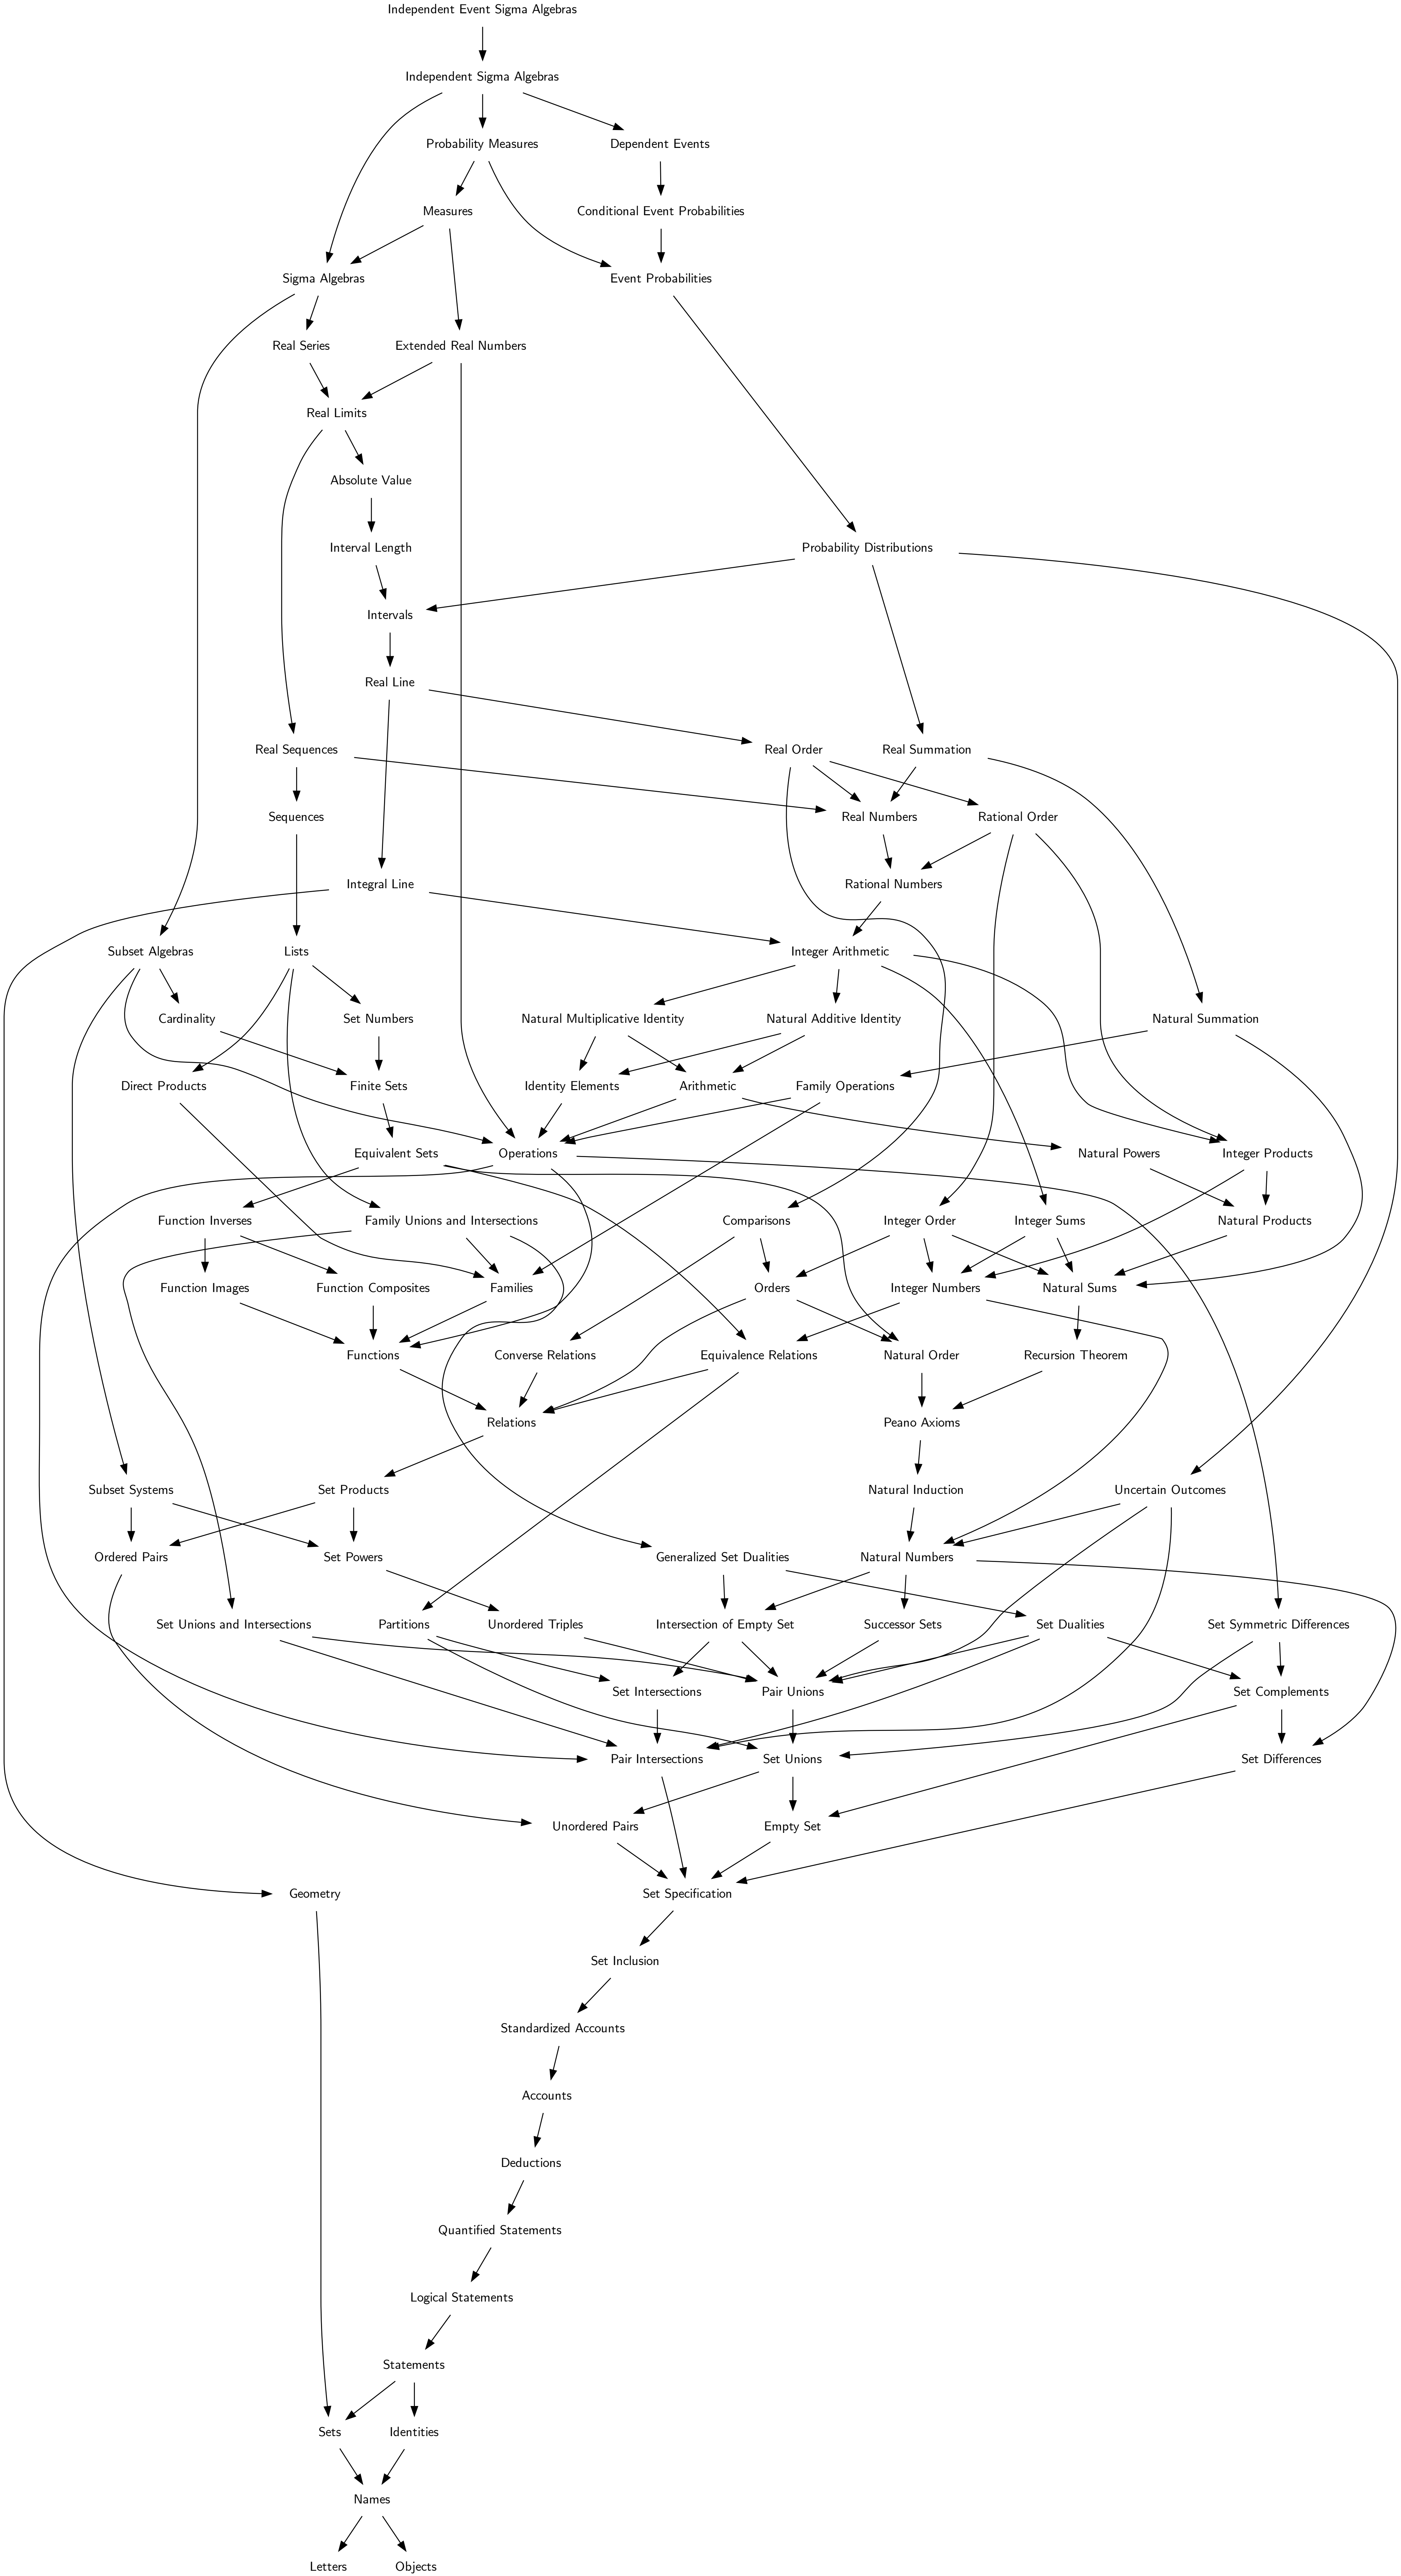 Independent Event Sigma Algebras
Independent Sigma Algebras
Probability Measures
Dependent Events
Measures
Conditional Event Probabilities
Sigma Algebras
Event Probabilities
Real Series
Extended Real Numbers
Real Limits
Absolute Value
Interval Length
Probability Distributions
Intervals
Real Line
Real Sequences
Real Order
Real Summation
Sequences
Real Numbers
Rational Order
Integral Line
Rational Numbers
Subset Algebras
Lists
Integer Arithmetic
Cardinality
Set Numbers
Natural Multiplicative Identity
Natural Additive Identity
Natural Summation
Direct Products
Finite Sets
Identity Elements
Arithmetic
Family Operations
Equivalent Sets
Operations
Natural Powers
Integer Products
Function Inverses
Family Unions and Intersections
Comparisons
Integer Order
Integer Sums
Natural Products
Function Images
Function Composites
Families
Orders
Integer Numbers
Natural Sums
Functions
Converse Relations
Equivalence Relations
Natural Order
Recursion Theorem
Relations
Peano Axioms
Subset Systems
Set Products
Natural Induction
Uncertain Outcomes
Ordered Pairs
Set Powers
Generalized Set Dualities
Natural Numbers
Set Unions and Intersections
Partitions
Unordered Triples
Intersection of Empty Set
Successor Sets
Set Dualities
Set Symmetric Differences
Set Intersections
Pair Unions
Set Complements
Pair Intersections
Set Unions
Set Differences
Unordered Pairs
Empty Set
Geometry
Set Specification
Set Inclusion
Standardized Accounts
Accounts
Deductions
Quantified Statements
Logical Statements
Statements
Sets
Identities
Names
Letters
Objects